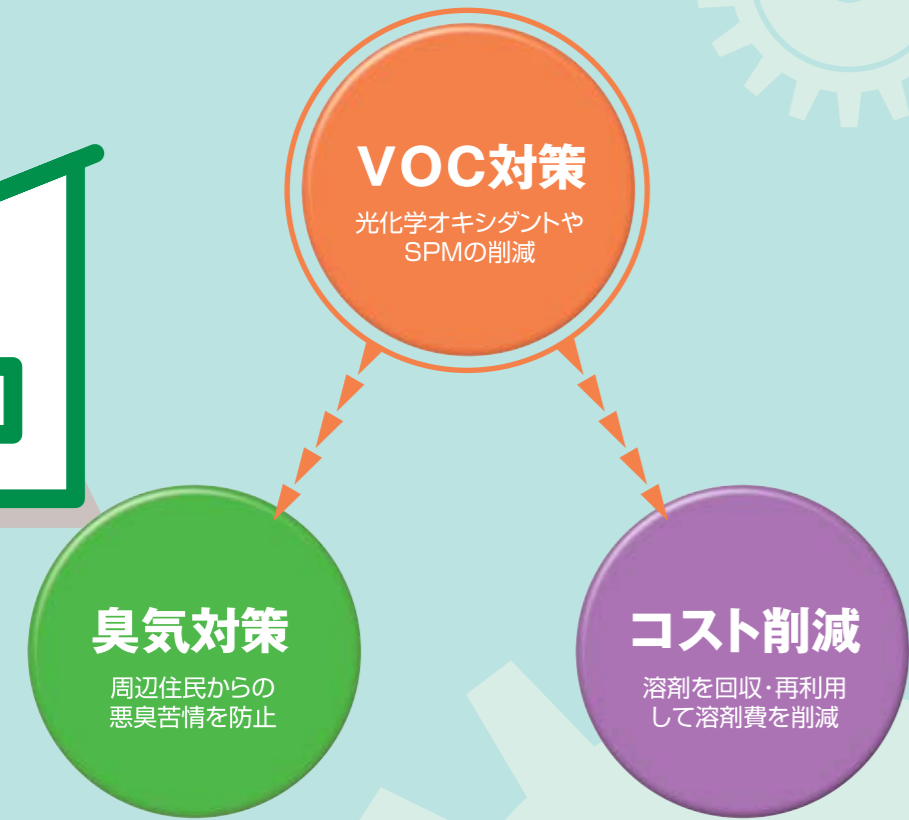 VOC対策
光化学オキシダントや
SPMの削減
臭気対策
周辺住民からの
悪臭苦情を防止
コスト削減
溶剤を回収・再利用
して溶剤費を削減